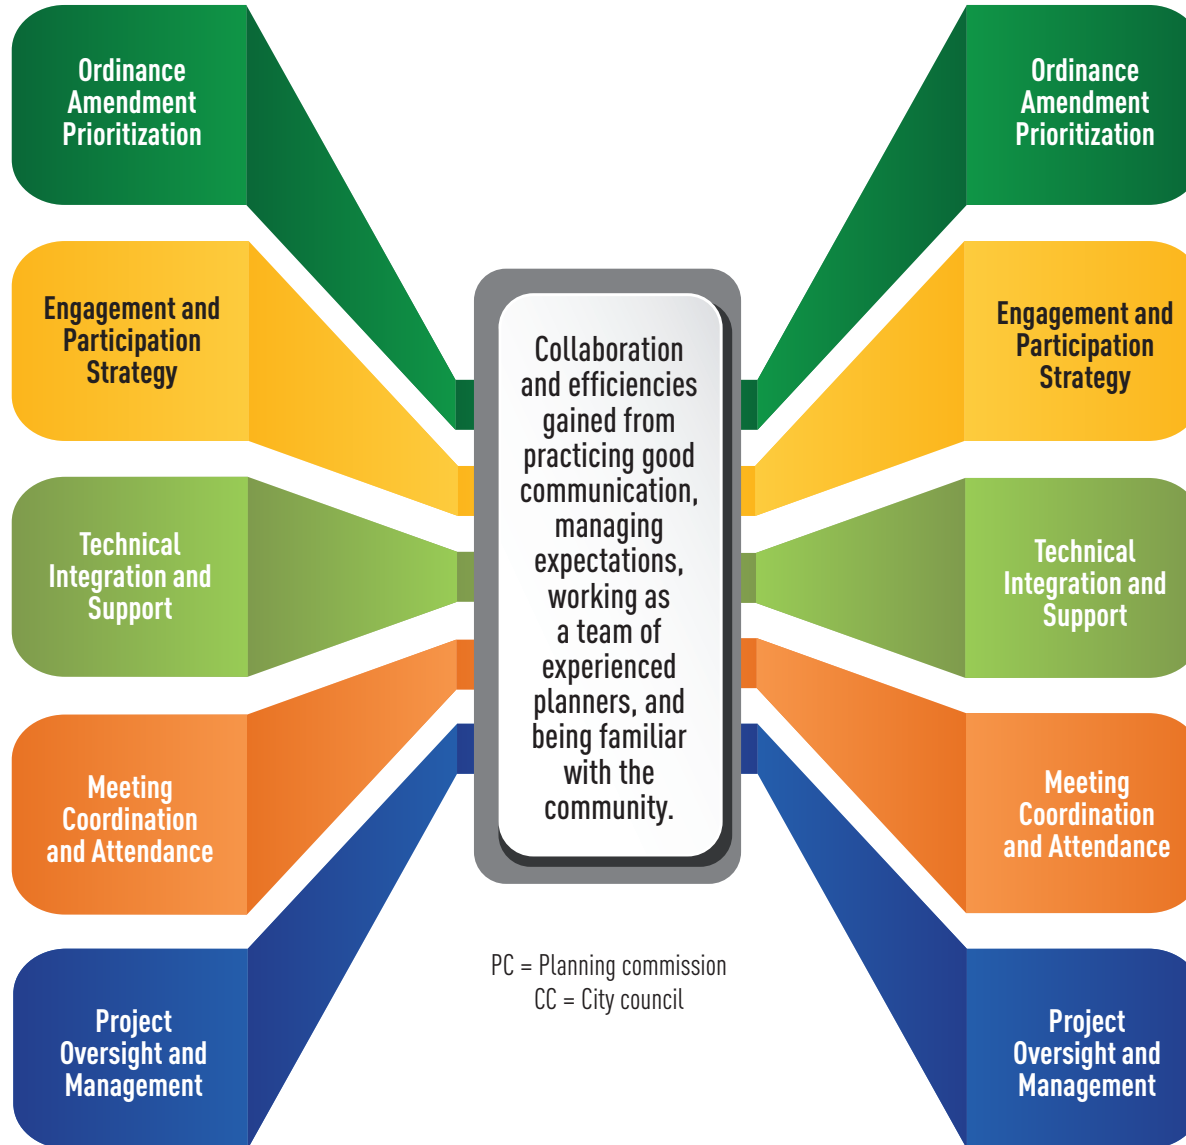 Ordinance
Amendment
Prioritization
Engagement and
Participation
Strategy
Technical
Integration and
Support
Meeting
Coordination
and Attendance
Project
Oversight and
Management
Collaboration
and efficiencies
gained from
practicing good
communication,
managing
expectations,
working as
a team of
experienced
planners, and
being familiar
with the
community.
PC = Planning commission
CC = City council
Ordinance
Amendment
Prioritization
Engagement and
Participation
Strategy
Technical
Integration and
Support
Meeting
Coordination
and Attendance
Project
Oversight and
Management